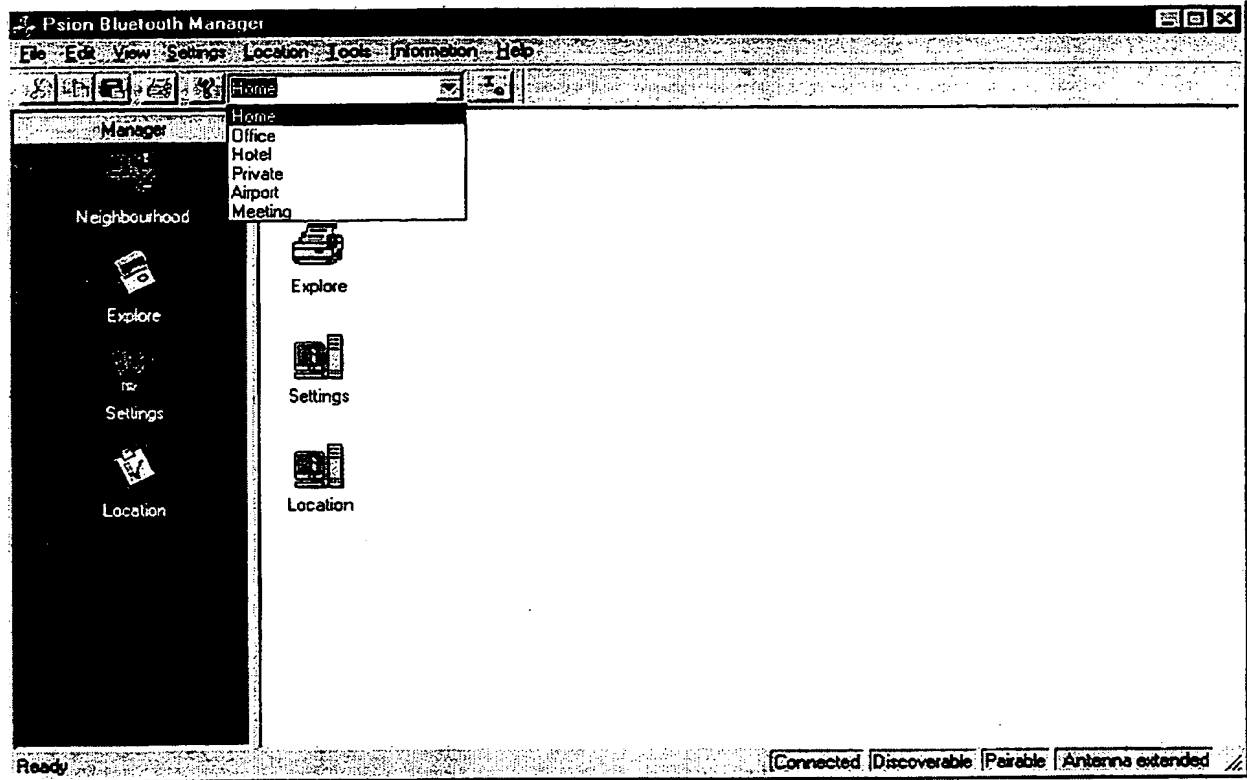 Psion Bluetooth Manager
File Edit View Settings Location Tools Information Help
Home
Home
Office
Hotel
Private
Airport
Meeting
Manager
Neighbourhood
Explore
Settings
Location
Explore
Settings
Location
Ready
Connected Discoverable Pairable Antenna extended